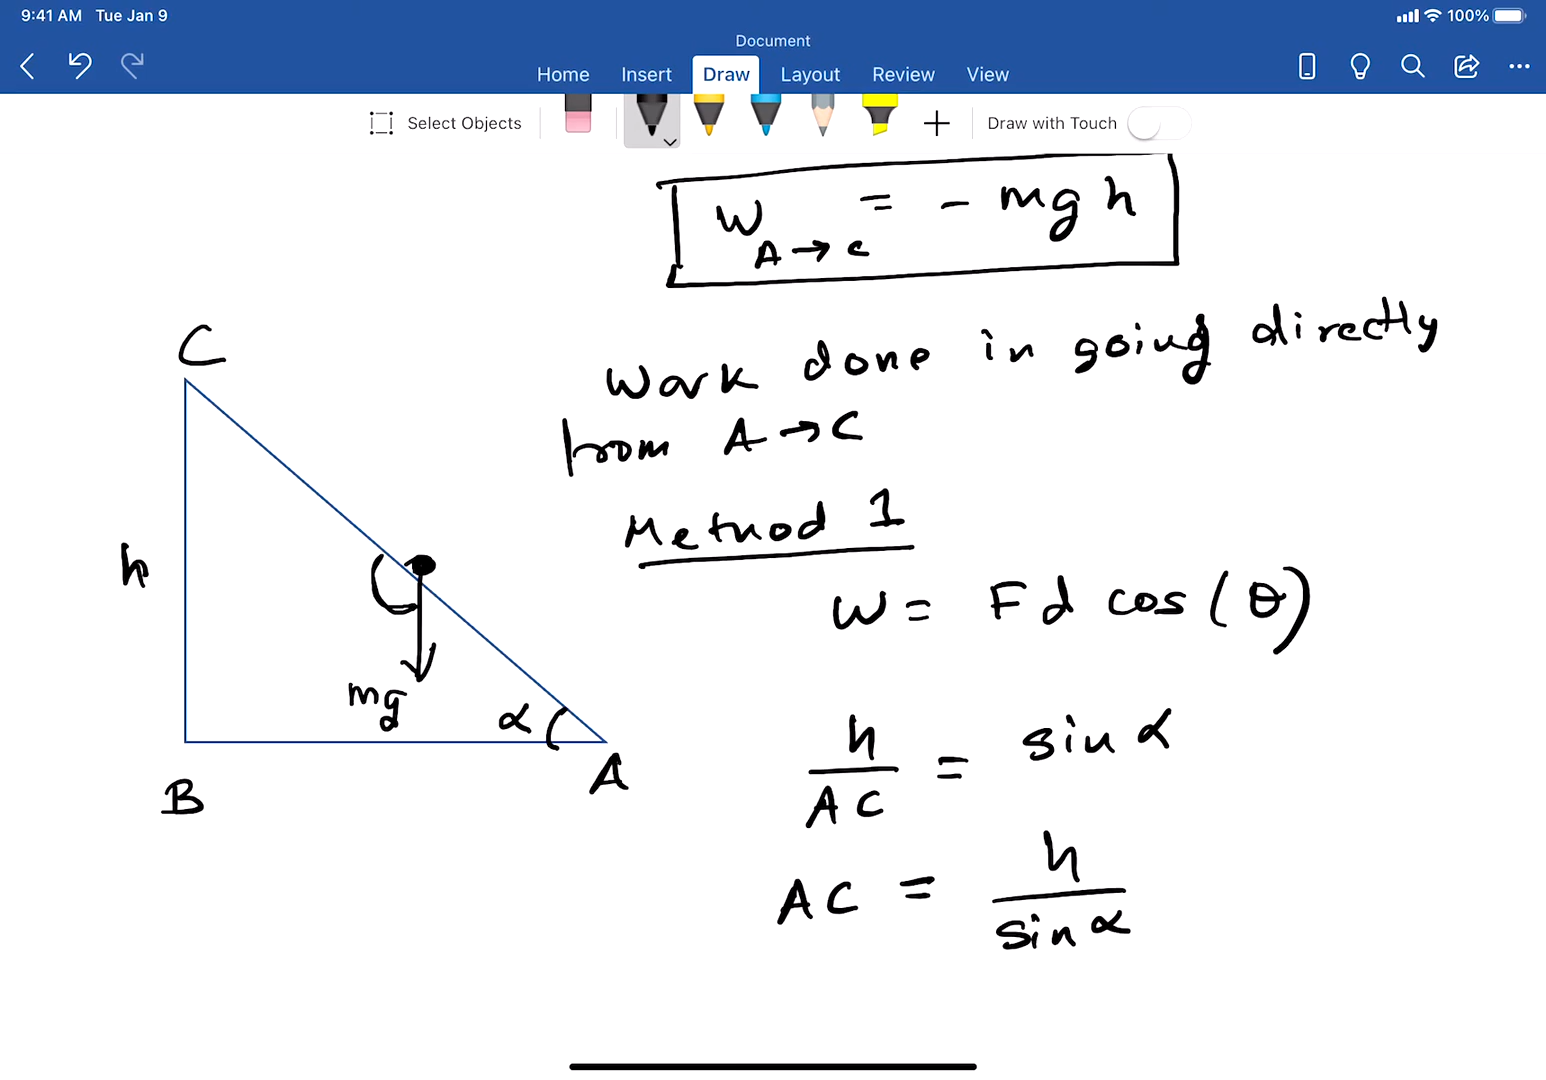 9:41 AM Tue Jan 9
100%
Document
Home Insert Draw Layout Review View
Select Objects
Draw with Touch
W A→C = - mgh
Work done in going directly
from A→C
Method 1
W = Fd cos(θ)
h/AC = sin α
AC = h/sin α
C
h
mg
α
B
A